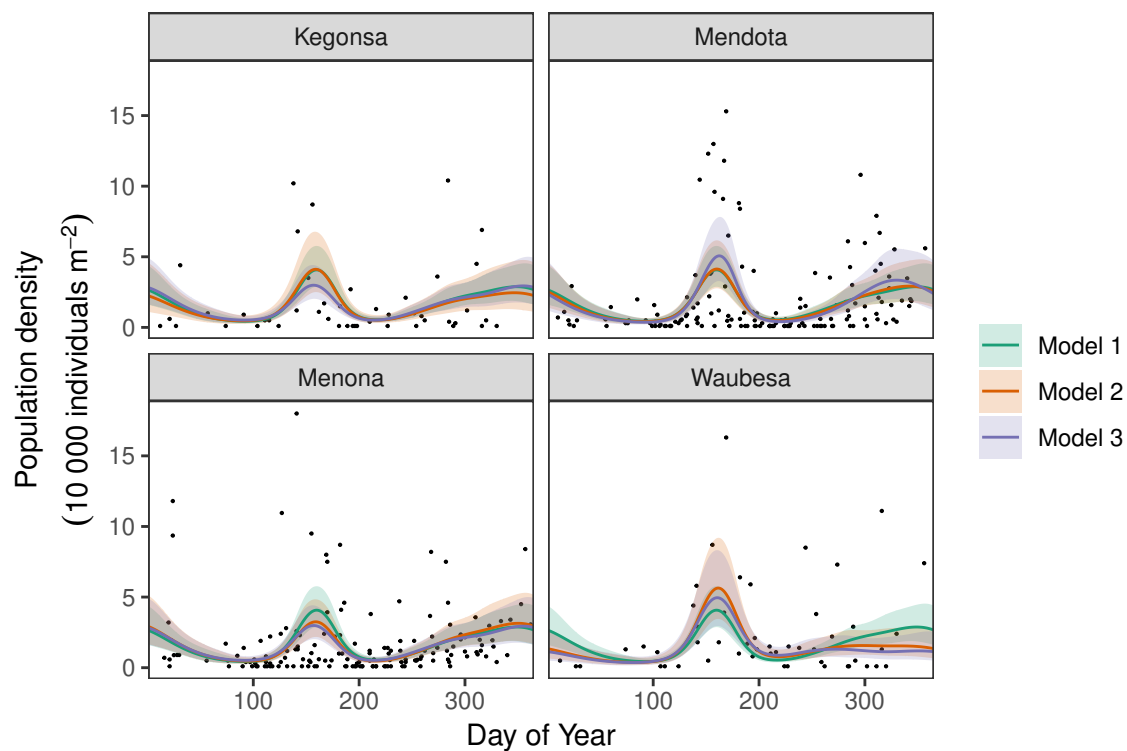 Kegonsa
Mendota
15
10
5
0
Menona
Waubesa
15
10
5
0
100
200
300
100
200
300
Day of Year
Population density
(10 000 individuals m⁻²)
Model 1
Model 2
Model 3